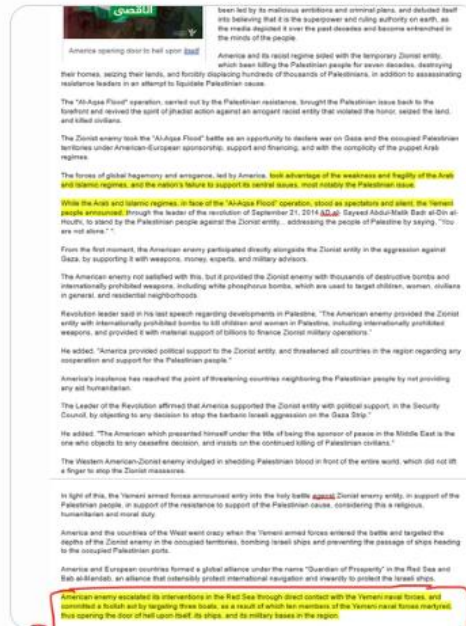 been led by its malicious ambitions and criminal plans, and deluded itself
into believing that it is the superpower and ruling authority on earth, as
the media depicted it over the past decades and become entrenched in
the minds of the people.
America opening door to hell upon itself
America and its racist regime sided with the temporary Zionist entity,
which been killing the Palestinian people for seven decades, destroying
their homes, seizing their lands, and forcibly displacing hundreds of thousands of Palestinians, in addition to assassinating
resistance leaders in an attempt to liquidate Palestinian cause.
The "Al-Aqsa Flood" operation, carried out by the Palestinian resistance, brought the Palestinian issue back to the
forefront and revived the spirit of jihadist action against an arrogant racist entity that violated the honor, seized the land,
and killed civilians.
The Zionist enemy took the "Al-Aqsa Flood" battle as an opportunity to declare war on Gaza and the occupied Palestinian
territories under American-European sponsorship, support and financing, and with the complicity of the puppet Arab
regimes.
The forces of global hegemony and arrogance, led by America, took advantage of the weakness and fragility of the Arab
and Islamic regimes, and the nation's failure to support its central issues, most notably the Palestinian issue.
While the Arab and Islamic regimes, in face of the "Al-Aqsa Flood" operation, stood as spectators and silent, the Yemeni
people announced, through the leader of the revolution of September 21, 2014 AD al- Sayeed Abdul-Malik Badr al-Din al-
Houthi, to stand by the Palestinian people against the Zionist entity... addressing the people of Palestine by saying, "You
are not alone." ".
From the first moment, the American enemy participated directly alongside the Zionist entity in the aggression against
Gaza, by supporting it with weapons, money, experts, and military advisors.
The American enemy not satisfied with this, but it provided the Zionist enemy with thousands of destructive bombs and
internationally prohibited weapons, including white phosphorus bombs, which are used to target children, women, civilians
in general, and residential neighborhoods.
Revolution leader said in his last speech regarding developments in Palestine, "The American enemy provided the Zionist
entity with internationally prohibited bombs to kill children and women in Palestine, including internationally prohibited
weapons, and provided it with material support of billions to finance Zionist military operations."
He added, "America provided political support to the Zionist entity, and threatened all countries in the region regarding any
cooperation and support for the Palestinian people."
America's insolence has reached the point of threatening countries neighboring the Palestinian people by not providing
any aid humanitarian.
The Leader of the Revolution affirmed that America supported the Zionist entity with political support, in the Security
Council, by objecting to any decision to stop the barbaric Israeli aggression on the Gaza Strip."
He added, "The American which presented himself under the title of being the sponsor of peace in the Middle East is the
one who objects to any ceasefire decision, and insists on the continued killing of Palestinian civilians."
The Western American-Zionist enemy indulged in shedding Palestinian blood in front of the entire world, which did not lift
a finger to stop the Zionist massacres.
In light of this, the Yemeni armed forces announced entry into the holy battle against Zionist enemy entity, in support of the
Palestinian people, in support of the resistance to support of the Palestinian cause, considering this a religious,
humanitarian and moral duty.
America and the countries of the West went crazy when the Yemeni armed forces entered the battle and targeted the
depths of the Zionist enemy in the occupied territories, bombing Israeli ships and preventing the passage of ships heading
to the occupied Palestinian ports.
America and European countries formed a global alliance under the name "Guardian of Prosperity" in the Red Sea and
Bab al-Mandab, an alliance that ostensibly protect international navigation and inwardly to protect the Israeli ships.
American enemy escalated its interventions in the Red Sea through direct contact with the Yemeni naval forces, and
committed a foolish act by targeting three boats, as a result of which ten members of the Yemeni naval forces martyred,
thus opening the door of hell upon itself, its ships, and its military bases in the region.